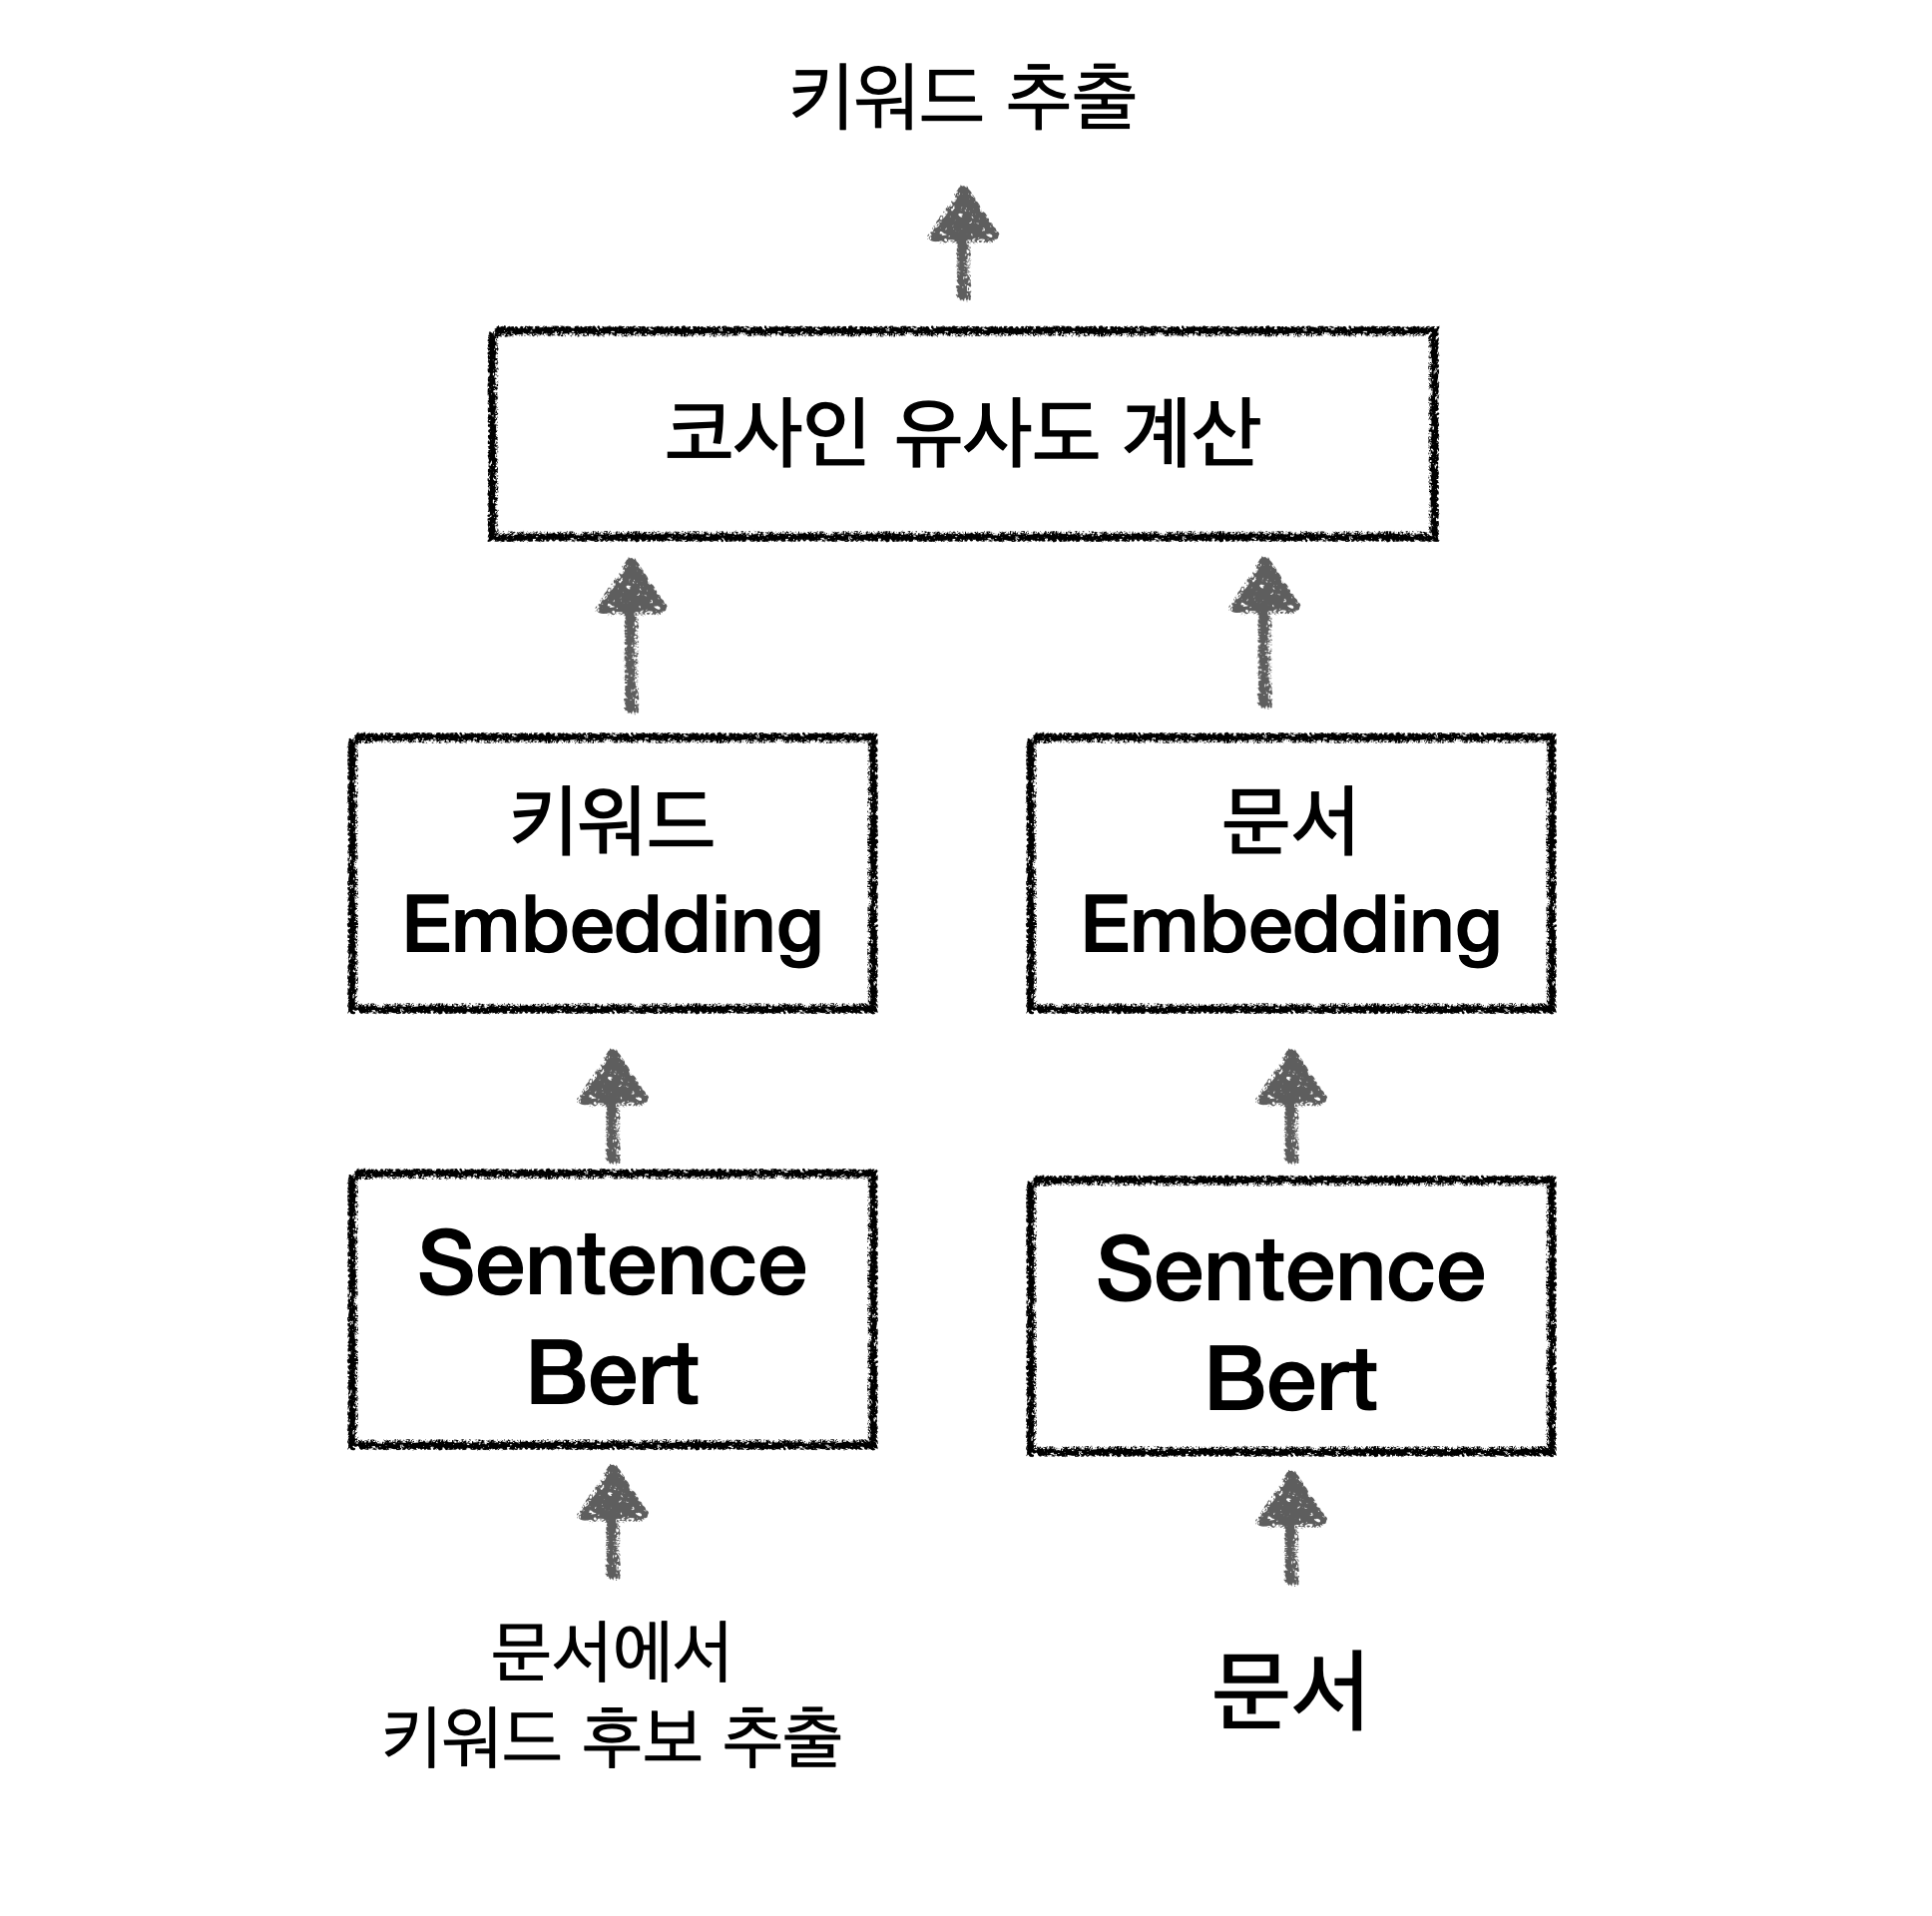 키워드 추출
코사인 유사도 계산
키워드
Embedding
문서
Embedding
Sentence
Bert
Sentence
Bert
문서에서
키워드 후보 추출
문서